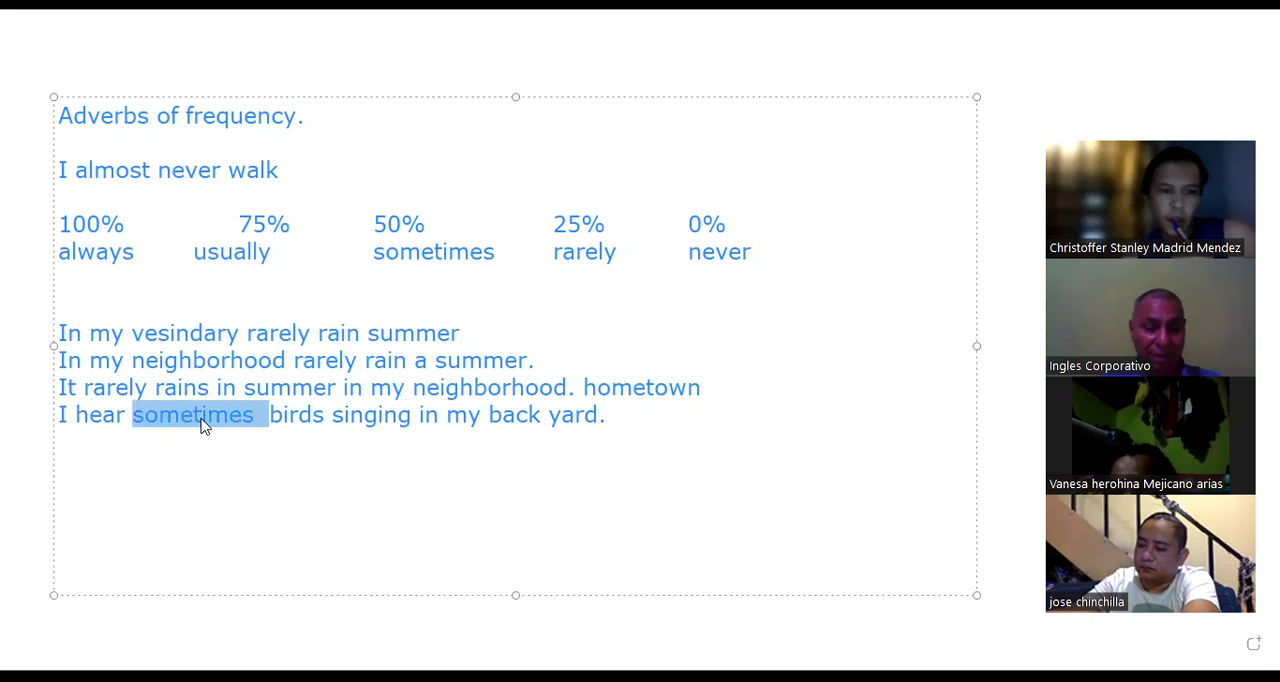 Adverbs of frequency.
I almost never walk
100% 75% 50% 25% 0%
always usually sometimes rarely never
In my vesindary rarely rain summer
In my neighborhood rarely rain a summer.
It rarely rains in summer in my neighborhood. hometown
I hear sometimes birds singing in my back yard.
Christoffer Stanley Madrid Mendez
Ingles Corporativo
Vanesa herohina Mejicano arias
jose chinchilla